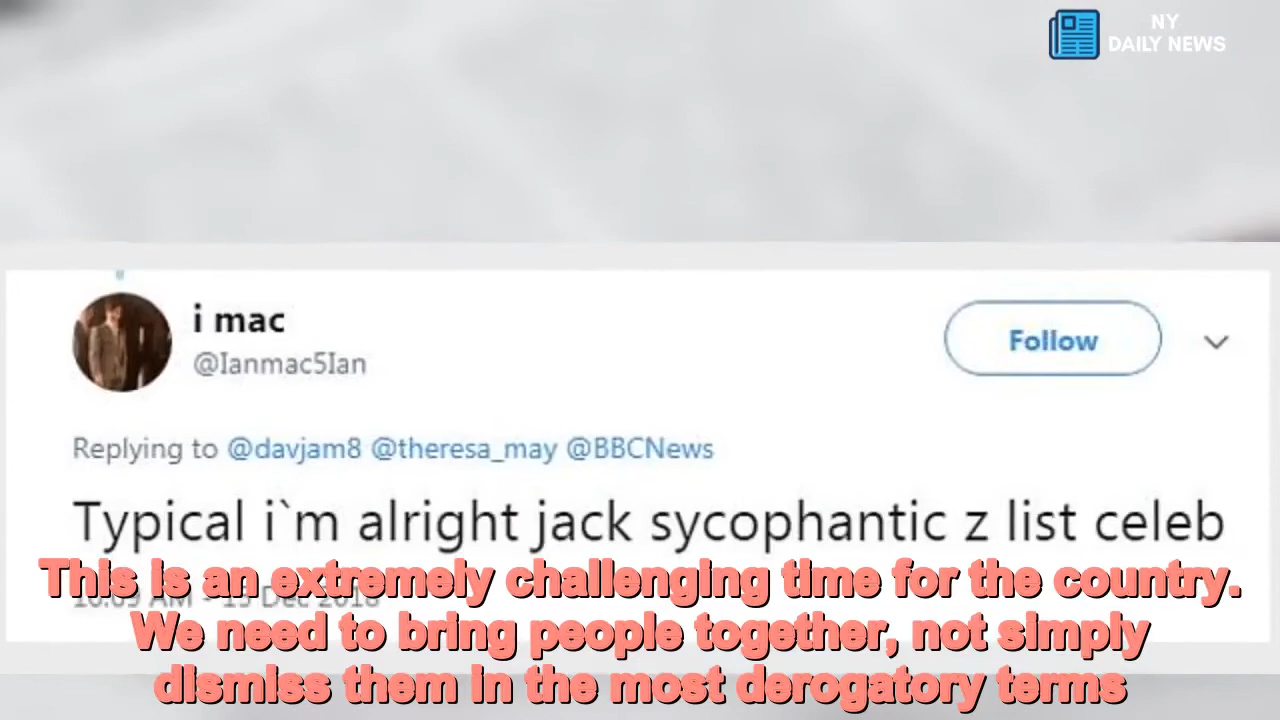 NY
DAILY NEWS
i mac
@Ianmac5Ian
Follow
Replying to @davjam8 @theresa_may @BBCNews
Typical i`m alright jack sycophantic z list celeb
This is an extremely challenging time for the country.
We need to bring people together, not simply
dismiss them in the most derogatory terms